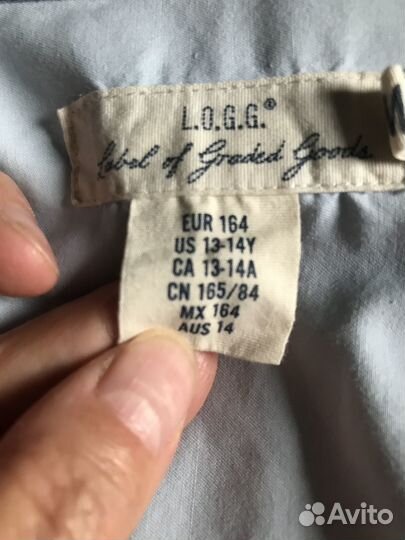 L.O.G.G.®
Label of Graded Goods
EUR 164
US 13-14Y
CA 13-14A
CN 165/84
MX 164
AUS 14
Avito